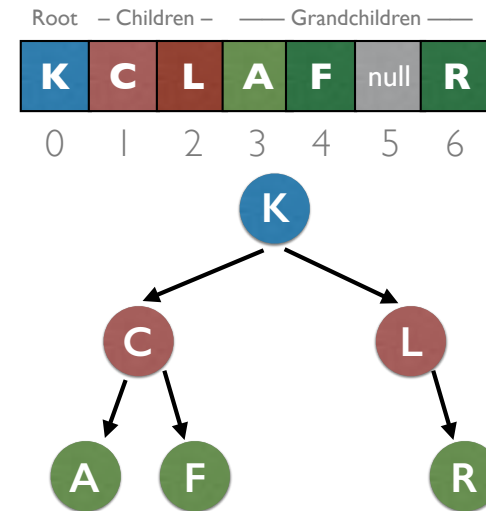 Root – Children – —— Grandchildren ——
K C L A F null R
0 1 2 3 4 5 6
K
C L
A F R